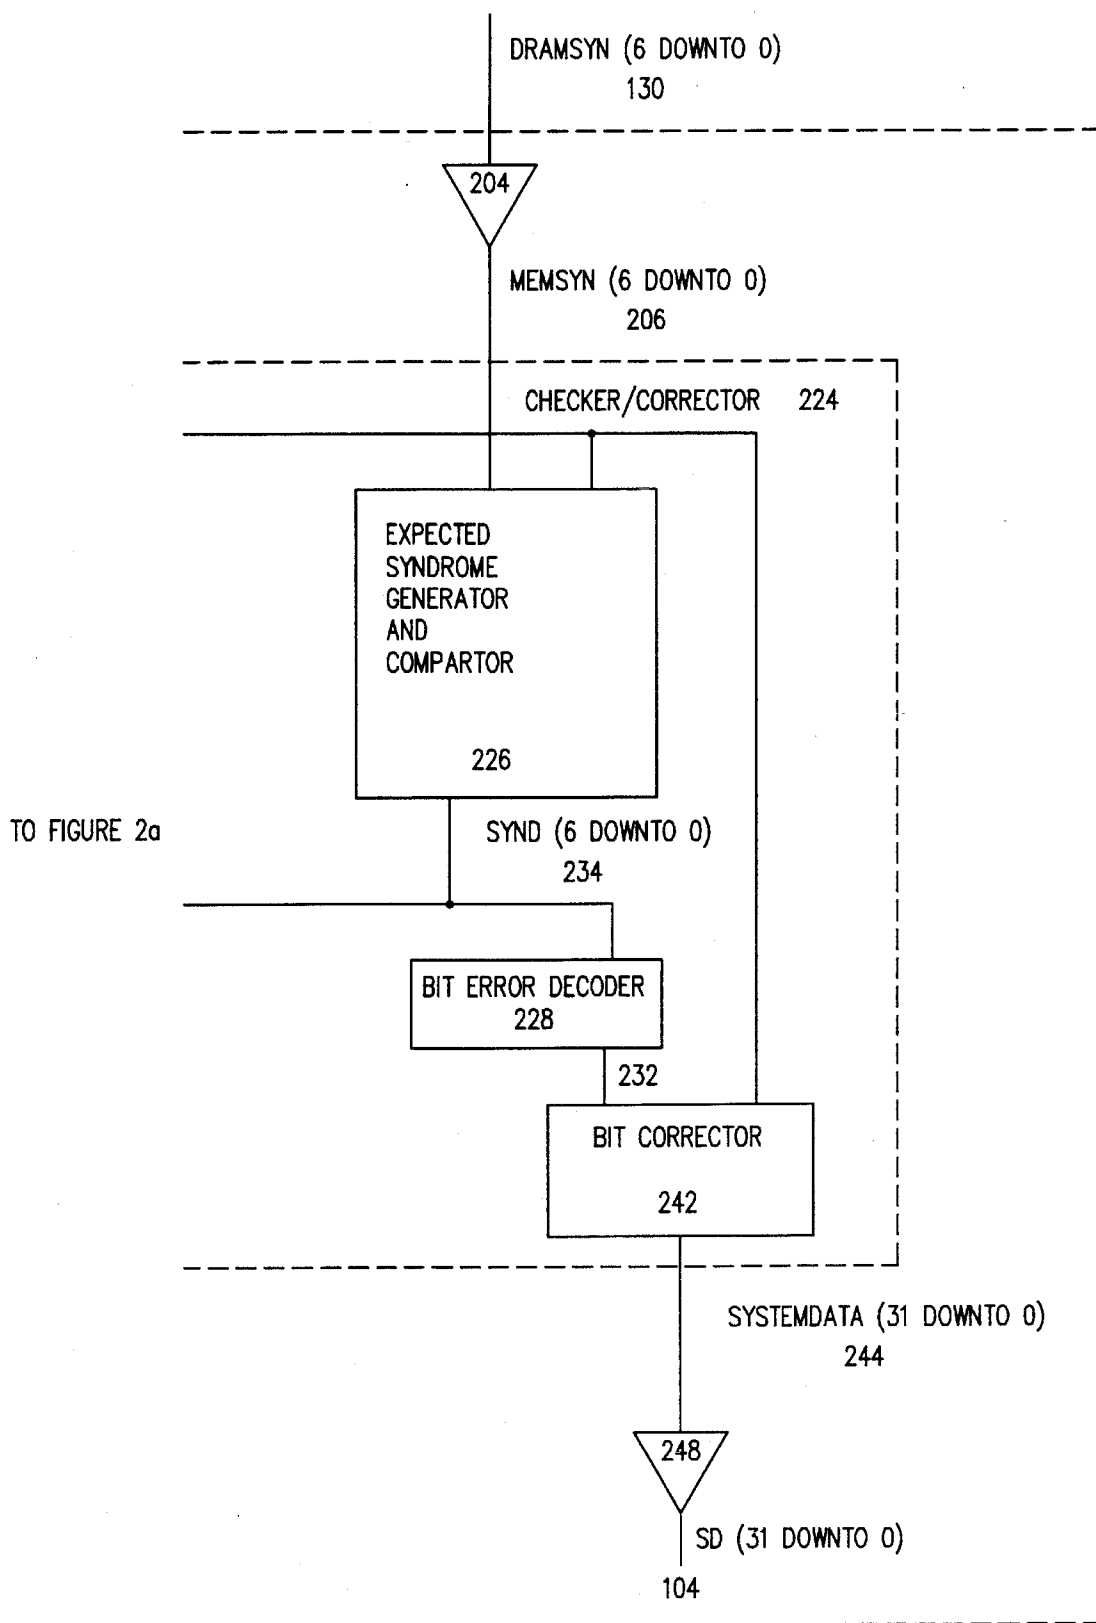 DRAMSYN (6 DOWNTO 0)
130
204
MEMSYN (6 DOWNTO 0)
206
CHECKER/CORRECTOR 224
EXPECTED
SYNDROME
GENERATOR
AND
COMPARTOR
226
TO FIGURE 2a
SYND (6 DOWNTO 0)
234
BIT ERROR DECODER
228
232
BIT CORRECTOR
242
SYSTEMDATA (31 DOWNTO 0)
244
248
SD (31 DOWNTO 0)
104